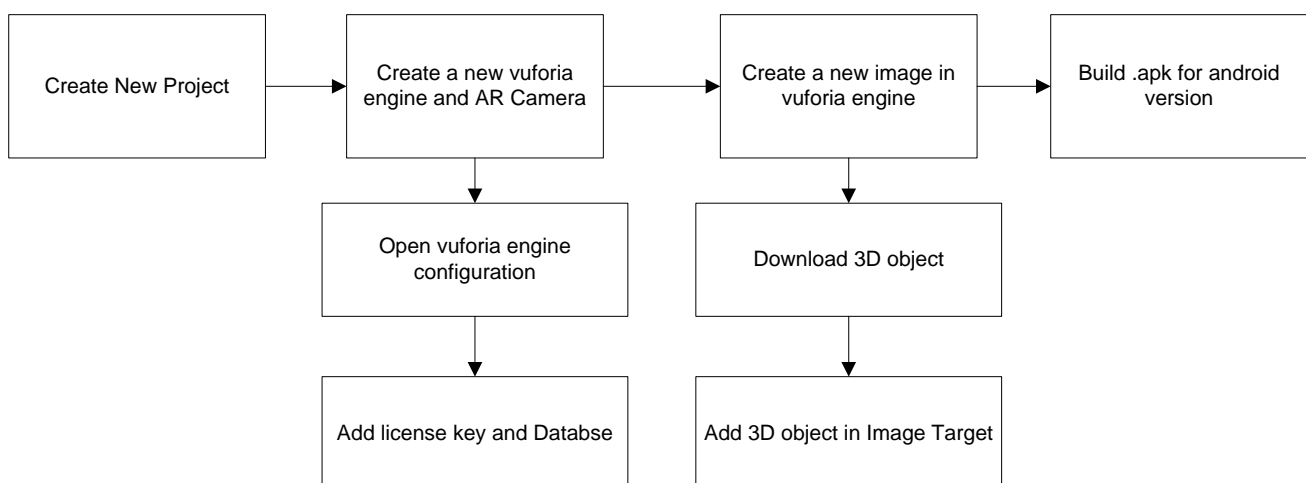 Create New Project
Create a new vuforia
engine and AR Camera
Create a new image in
vuforia engine
Build .apk for android
version
Open vuforia engine
configuration
Download 3D object
Add license key and Databse
Add 3D object in Image Target